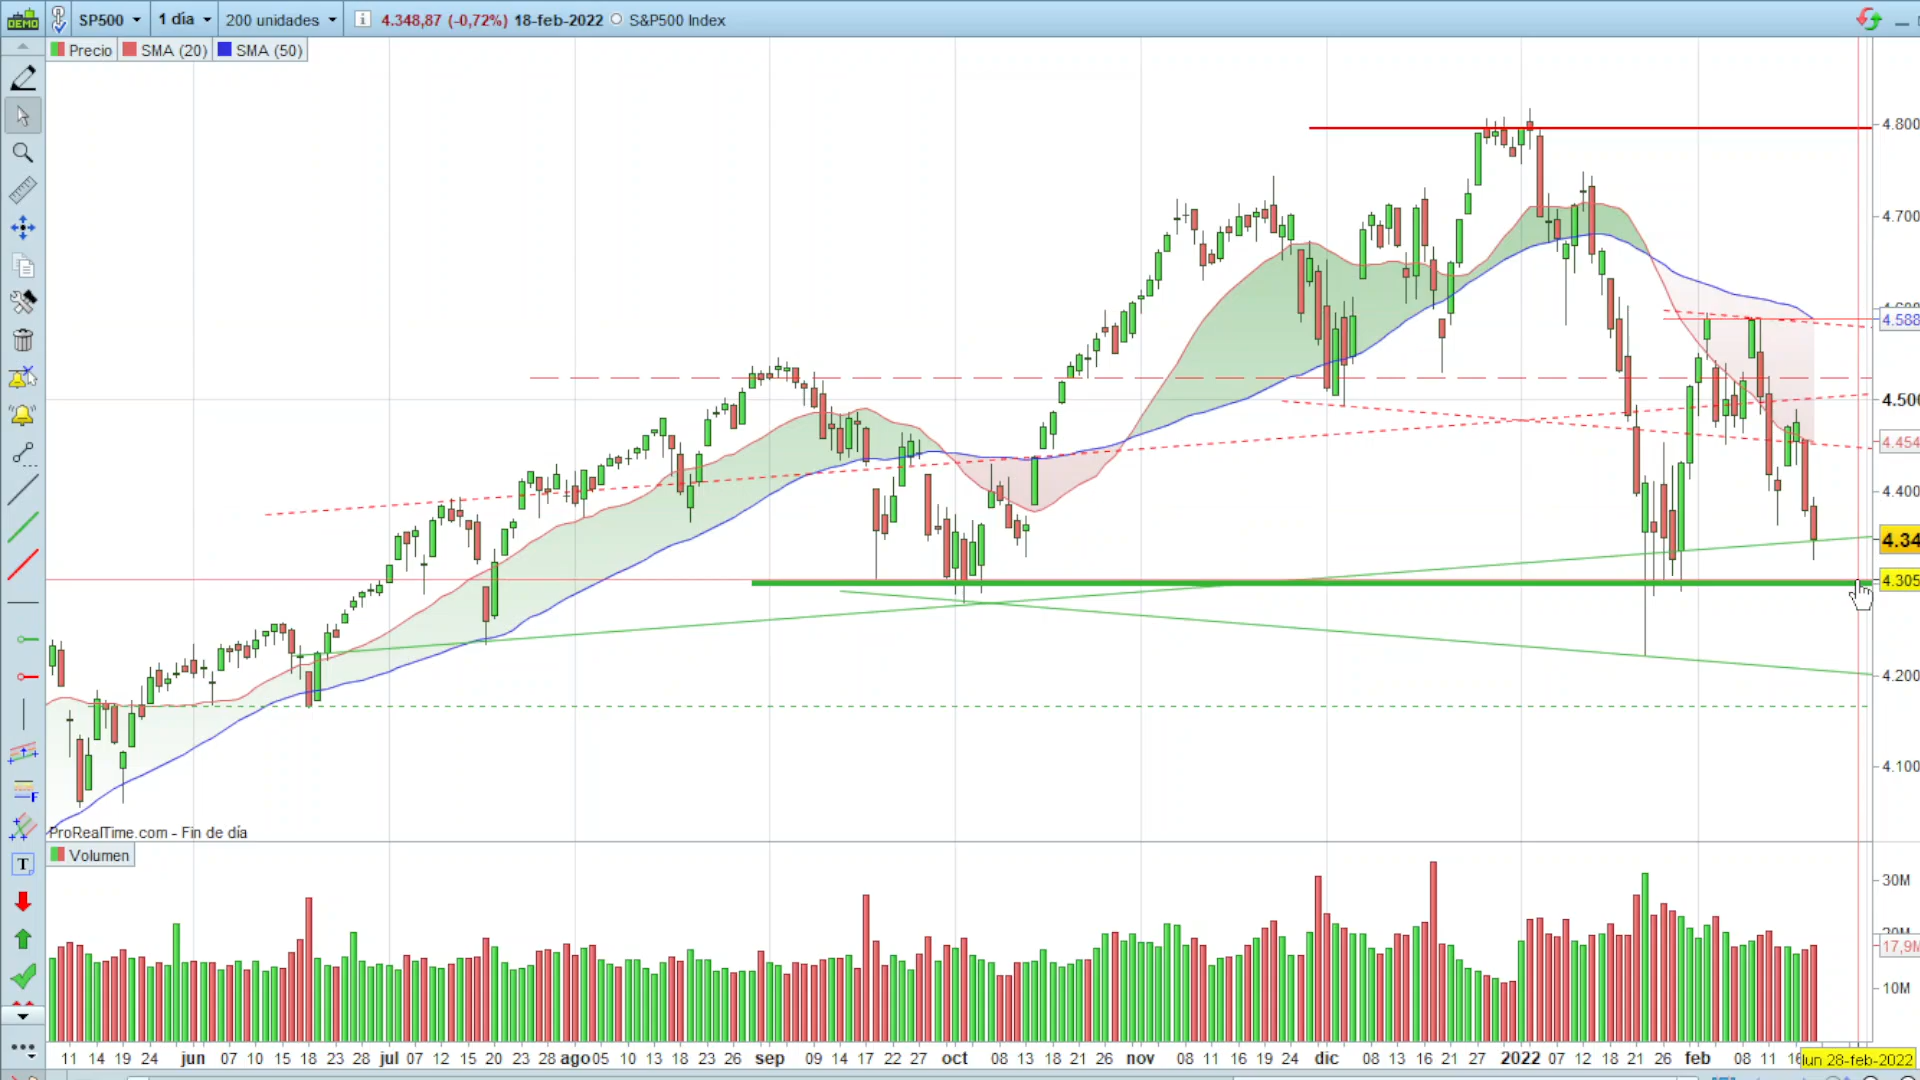 DEMO SP500 1 día 200 unidades 4.348,87 (-0,72%) 18-feb-2022 S&P500 Index
Precio SMA (20) SMA (50)
4.800
4.700
4.588
4.500
4.454
4.400
4.34
4.305
4.200
4.100
ProRealTime.com - Fin de día
Volumen
30M
20M
17,9M
10M
11 14 19 24 jun 07 10 15 18 23 28 jul 07 12 15 20 23 28 ago 05 10 13 18 23 26 sep 09 14 17 22 27 oct 08 13 18 21 26 nov 08 11 16 19 24 dic 08 13 16 21 27 2022 07 12 18 21 26 feb 08 11 16 lun 28-feb-2022